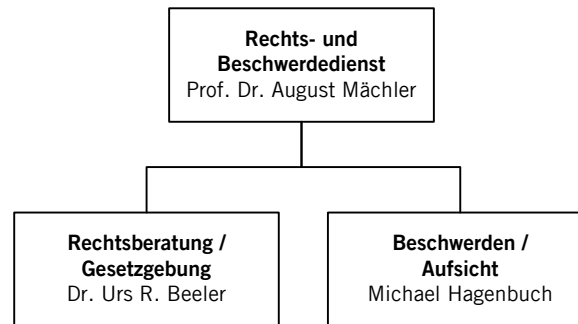 Rechts- und
Beschwerdedienst
Prof. Dr. August Mächler
Rechtsberatung /
Gesetzgebung
Dr. Urs R. Beeler
Beschwerden /
Aufsicht
Michael Hagenbuch